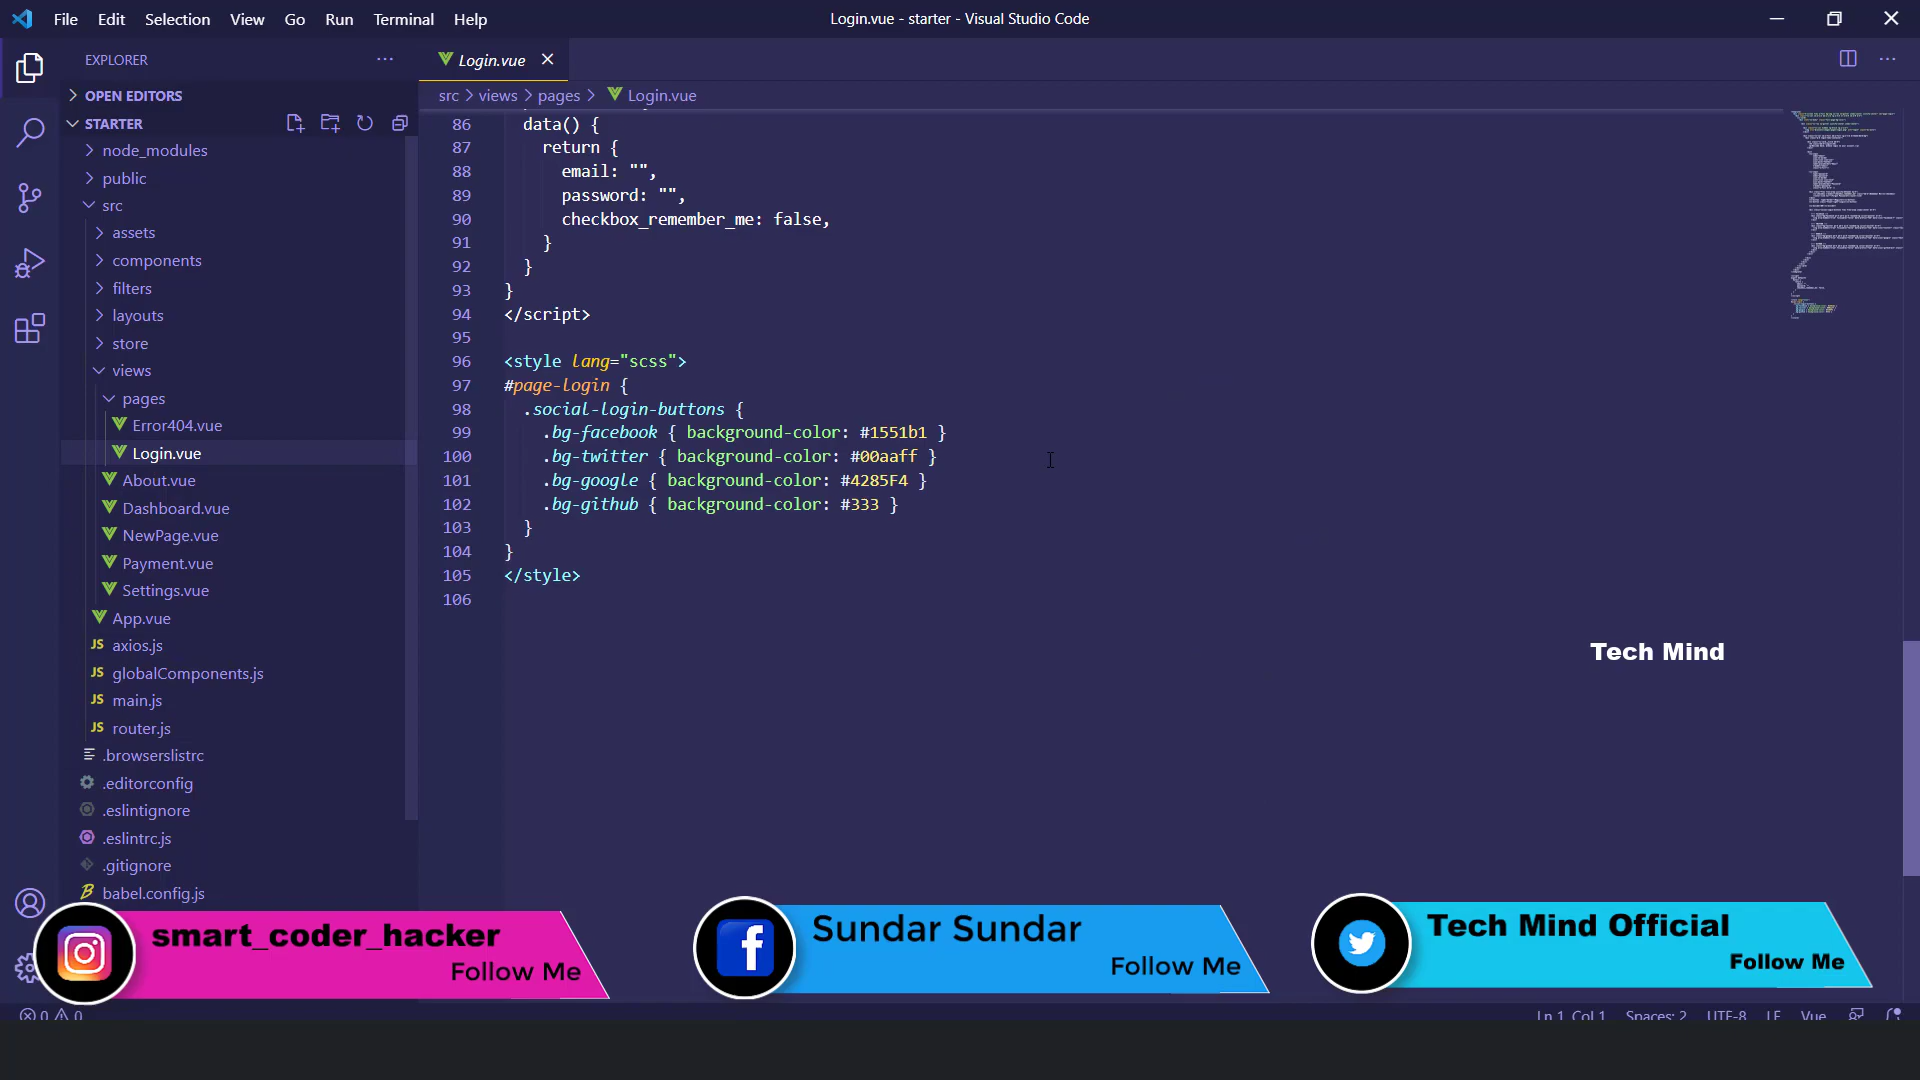 File Edit Selection View Go Run Terminal Help
Login.vue - starter - Visual Studio Code
EXPLORER
OPEN EDITORS
STARTER
node_modules
public
src
assets
components
filters
layouts
store
views
pages
Error404.vue
Login.vue
About.vue
Dashboard.vue
NewPage.vue
Payment.vue
Settings.vue
App.vue
JS axios.js
JS globalComponents.js
JS main.js
JS router.js
.browserslistrc
.editorconfig
.eslintignore
.eslintrc.js
.gitignore
babel.config.js
Login.vue
src > views > pages > Login.vue
86 data() {
87 return {
88 email: "",
89 password: "",
90 checkbox_remember_me: false,
91 }
92 }
93 }
94 </script>
95
96 <style lang="scss">
97 #page-login {
98 .social-login-buttons {
99 .bg-facebook { background-color: #1551b1 }
100 .bg-twitter { background-color: #00aaff }
101 .bg-google { background-color: #4285F4 }
102 .bg-github { background-color: #333 }
103 }
104 }
105 </style>
106
Tech Mind
smart_coder_hacker
Follow Me
Sundar Sundar
Follow Me
Tech Mind Official
Follow Me
0 0
Ln 1, Col 1 Spaces: 2 UTF-8 LF Vue